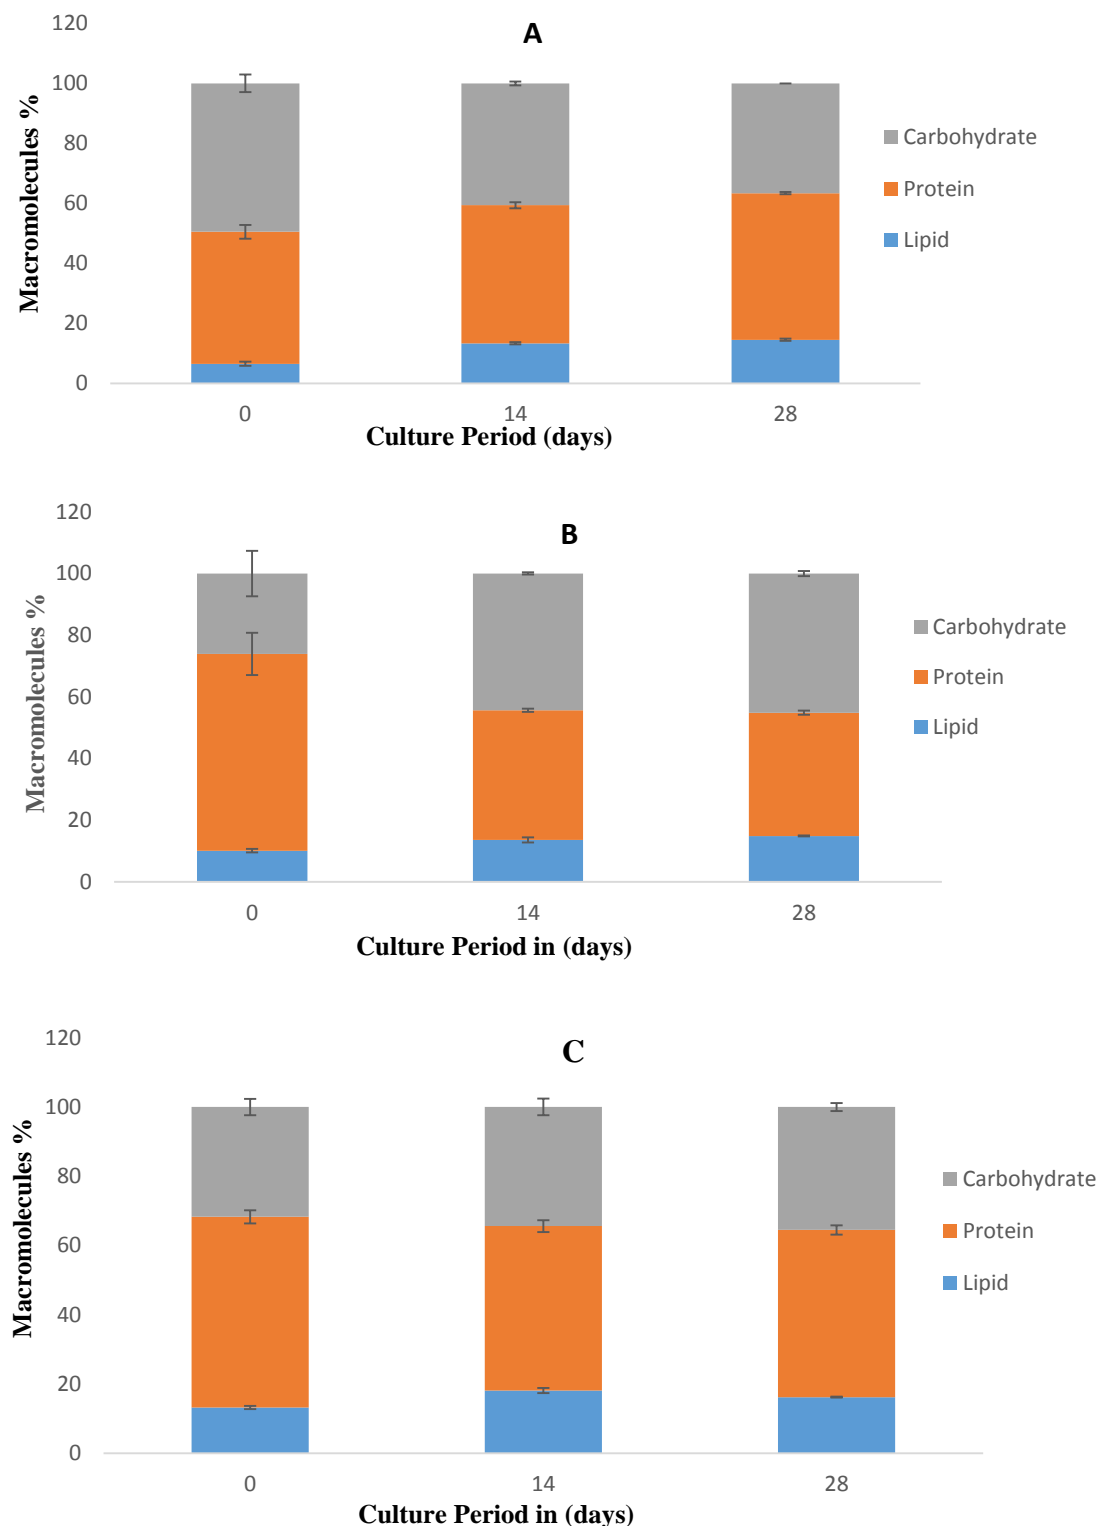 A
120
100
80
60
40
20
0
Macromolecules %
Carbohydrate
Protein
Lipid
0 14 28
Culture Period (days)
B
120
100
80
60
40
20
0
Macromolecules %
Carbohydrate
Protein
Lipid
0 14 28
Culture Period in (days)
C
120
100
80
60
40
20
0
Macromolecules %
Carbohydrate
Protein
Lipid
0 14 28
Culture Period in (days)